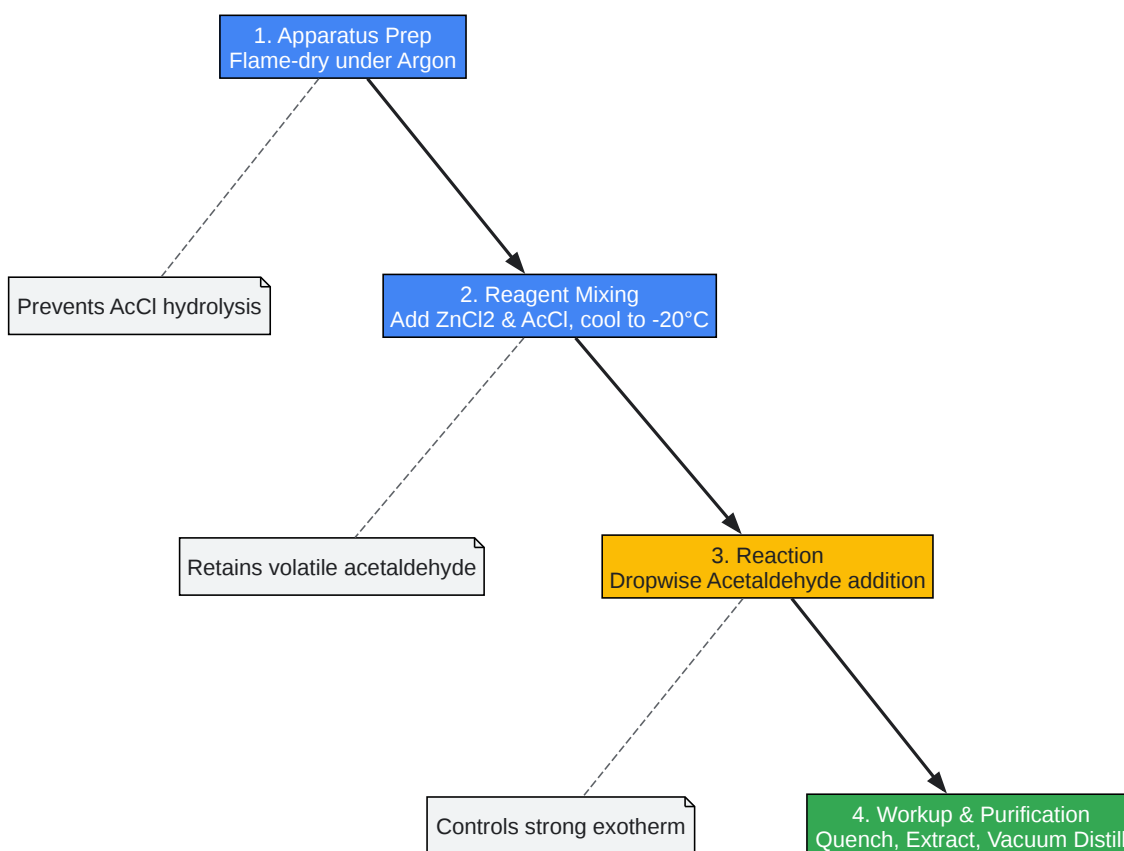 1. Apparatus Prep
Flame-dry under Argon
Prevents AcCl hydrolysis
2. Reagent Mixing
Add ZnCl2 & AcCl, cool to -20°C
Retains volatile acetaldehyde
3. Reaction
Dropwise Acetaldehyde addition
Controls strong exotherm
4. Workup & Purification
Quench, Extract, Vacuum Distill